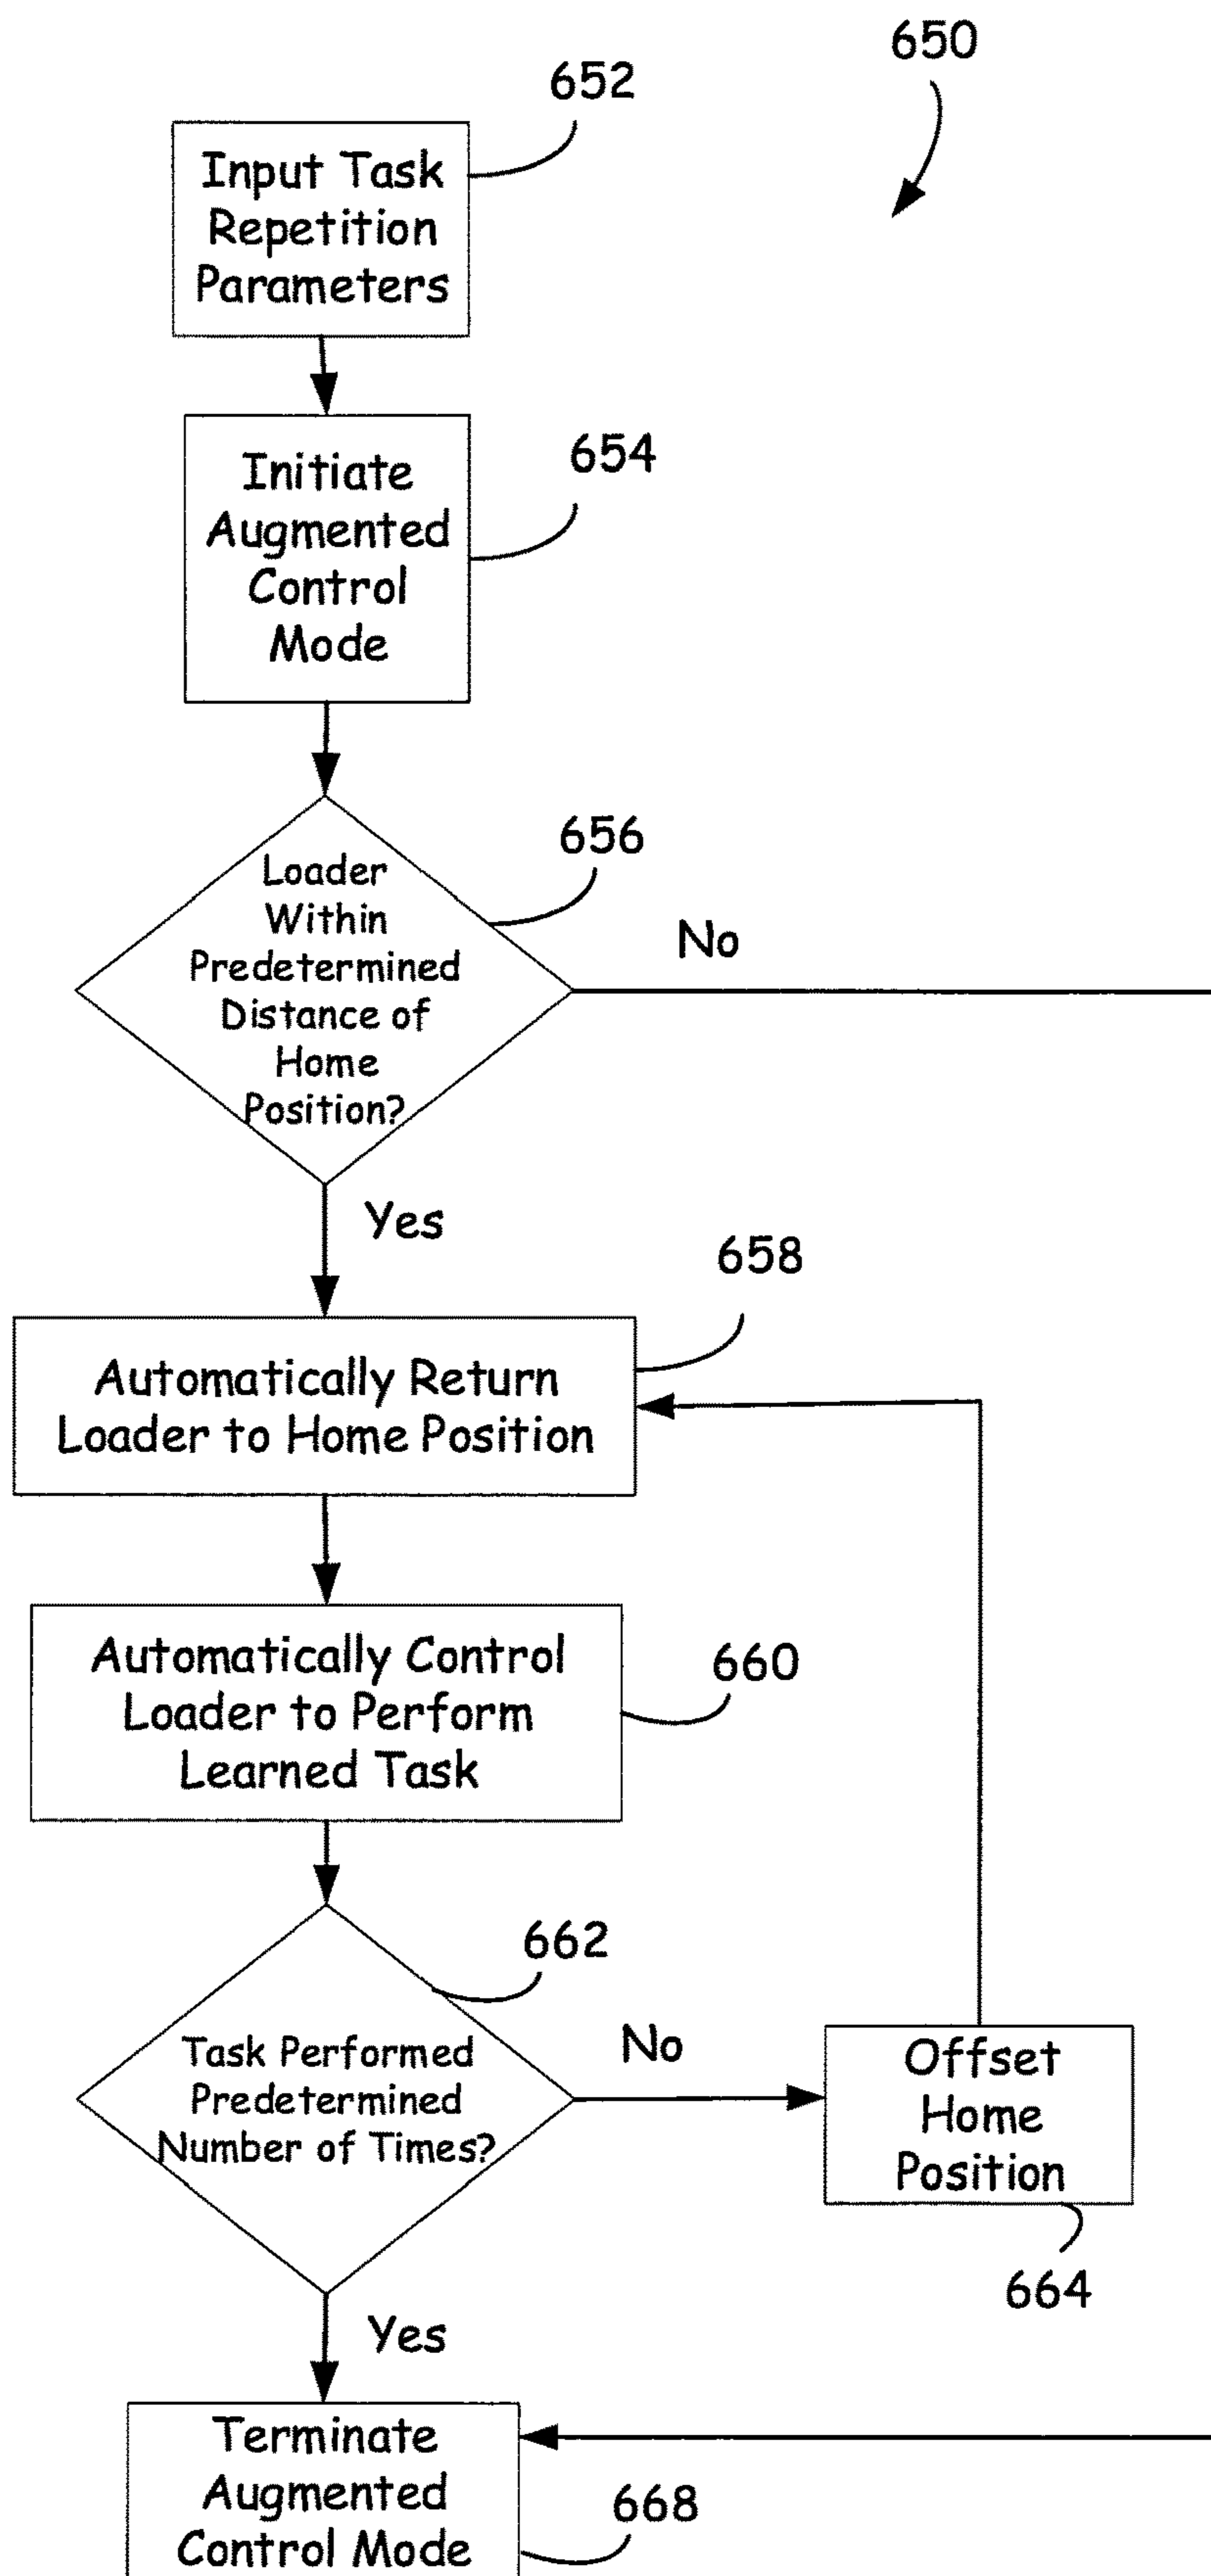 650
652
Input Task
Repetition
Parameters
654
Initiate
Augmented
Control
Mode
656
Loader
Within
Predetermined
Distance of
Home
Position?
No
Yes
658
Automatically Return
Loader to Home Position
660
Automatically Control
Loader to Perform
Learned Task
662
Task Performed
Predetermined
Number of Times?
No
Offset
Home
Position
664
Yes
Terminate
Augmented
Control Mode
668